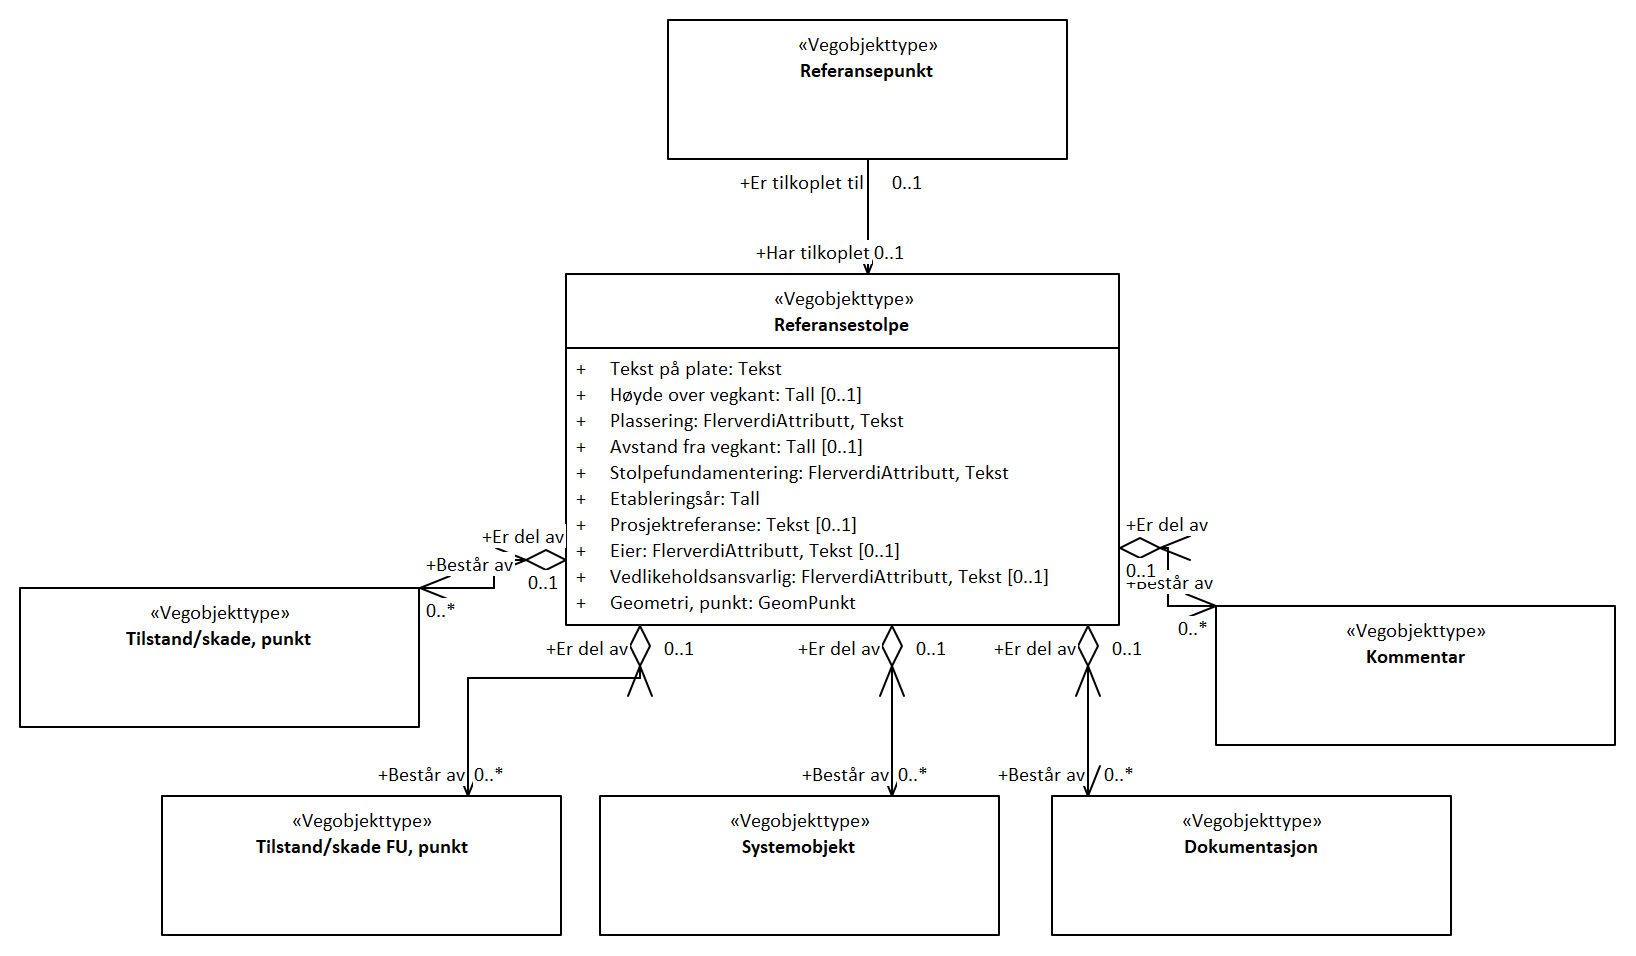 «Vegobjekttype»
Referansepunkt
+Er tilkoplet til 0..1
+Har tilkoplet 0..1
«Vegobjekttype»
Referansestolpe
+ Tekst på plate: Tekst
+ Høyde over vegkant: Tall [0..1]
+ Plassering: FlerverdiAttributt, Tekst
+ Avstand fra vegkant: Tall [0..1]
+ Stolpefundamentering: FlerverdiAttributt, Tekst
+ Etableringsår: Tall
+ Prosjektreferanse: Tekst [0..1]
+ Eier: FlerverdiAttributt, Tekst [0..1]
+ Vedlikeholdsansvarlig: FlerverdiAttributt, Tekst [0..1]
+ Geometri, punkt: GeomPunkt
+Er del av
0..1
+Består av
0..*
«Vegobjekttype»
Tilstand/skade, punkt
+Er del av
0..1
+Består av
0..*
«Vegobjekttype»
Kommentar
+Er del av 0..1
+Består av 0..*
«Vegobjekttype»
Tilstand/skade FU, punkt
+Er del av 0..1
+Består av 0..*
«Vegobjekttype»
Systemobjekt
+Er del av 0..1
+Består av 0..*
«Vegobjekttype»
Dokumentasjon